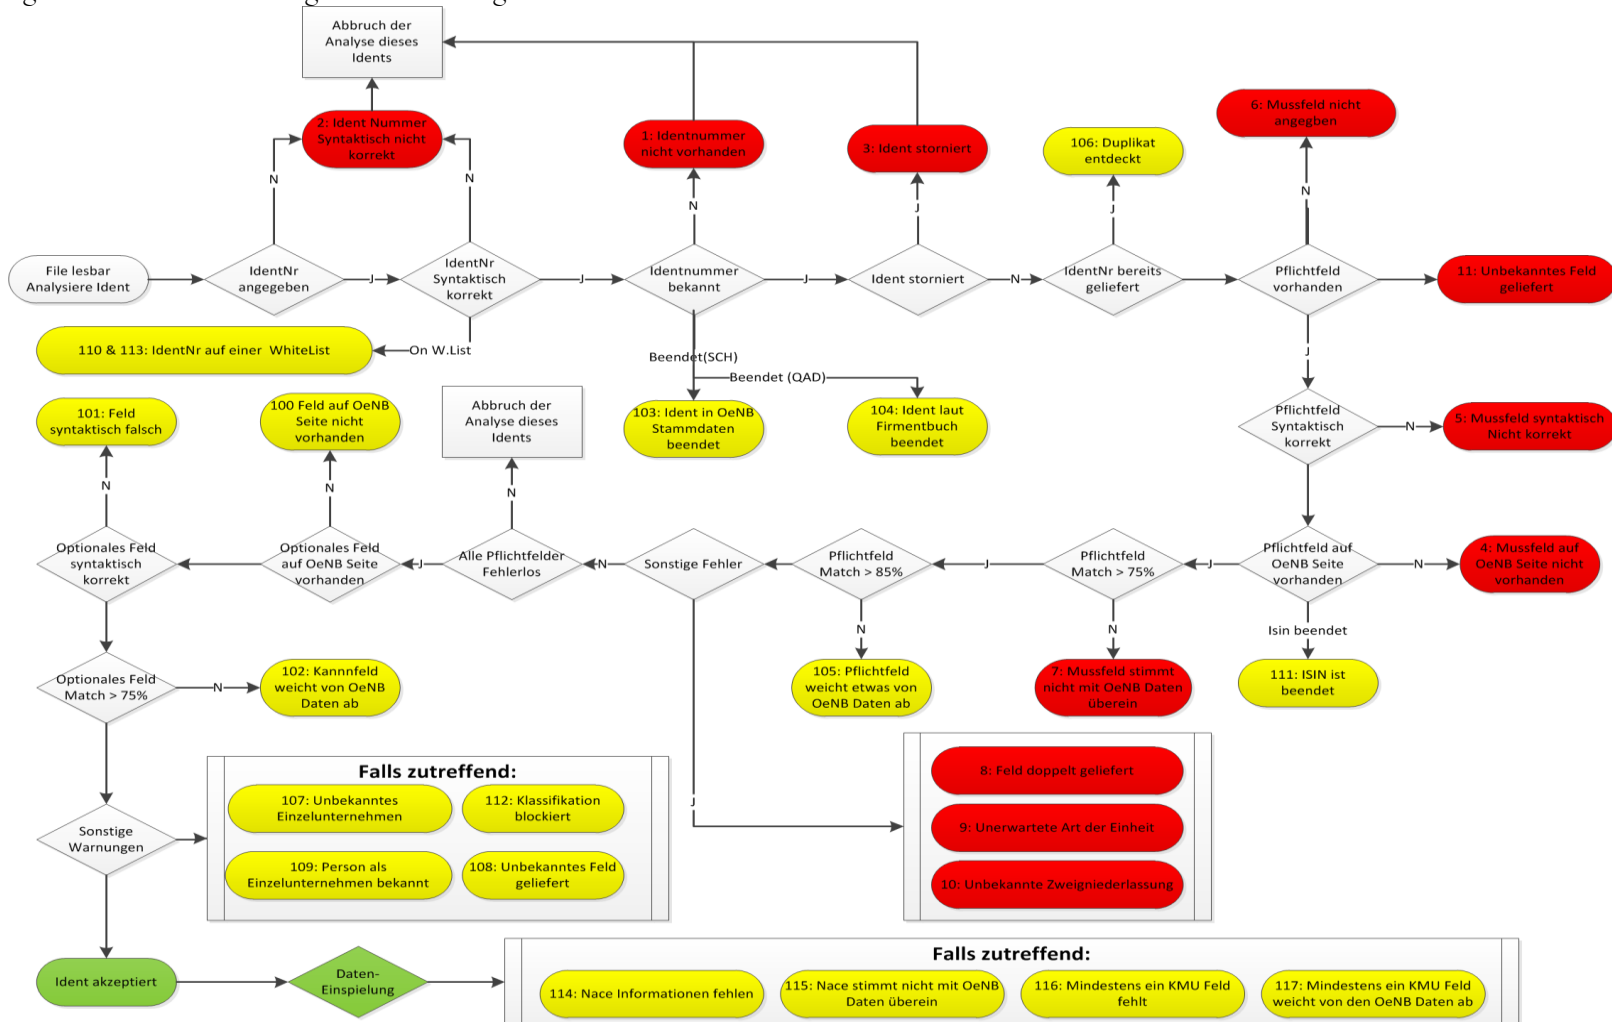 Abbruch der
Analyse dieses
Idents
2: Ident Nummer
Syntaktisch nicht
korrekt
1: Identnummer
nicht vorhanden
3: Ident storniert
106: Duplikat
entdeckt
6: Mussfeld nicht
angegben
N
N
N
J
J
N
File lesbar
Analysiere Ident
IdentNr
angegeben
J
IdentNr
Syntaktisch
korrekt
J
Identnummer
bekannt
J
Ident storniert
N
IdentNr bereits
geliefert
Pflichtfeld
vorhanden
11: Unbekanntes Feld
geliefert
110 & 113: IdentNr auf einer WhiteList
On W.List
Beendet(SCH)
Beendet (QAD)
J
101: Feld
syntaktisch falsch
100 Feld auf OeNB
Seite nicht
vorhanden
Abbruch der
Analyse dieses
Idents
103: Ident in OeNB
Stammdaten
beendet
104: Ident laut
Firmentbuch
beendet
Pflichtfeld
Syntaktisch
korrekt
N
5: Mussfeld syntaktisch
Nicht korrekt
N
N
N
Optionales Feld
syntaktisch
korrekt
Optionales Feld
auf OeNB Seite
vorhanden
J
Alle Pflichtfelder
Fehlerlos
N
Sonstige Fehler
Pflichtfeld
Match > 85%
J
Pflichtfeld
Match > 75%
J
Pflichtfeld auf
OeNB Seite
vorhanden
N
4: Mussfeld auf
OeNB Seite nicht
vorhanden
N
N
Isin beendet
Optionales Feld
Match > 75%
N
102: Kannnfeld
weicht von OeNB
Daten ab
105: Pflichtfeld
weicht etwas von
OeNB Daten ab
7: Mussfeld stimmt
nicht mit OeNB Daten
überein
111: ISIN ist
beendet
Falls zutreffend:
107: Unbekanntes
Einzelunternehmen
112: Klassifikation
blockiert
109: Person als
Einzelunternehmen bekannt
108: Unbekanntes Feld
geliefert
J
8: Feld doppelt geliefert
9: Unerwartete Art der Einheit
10: Unbekannte Zweigniederlassung
Sonstige
Warnungen
Ident akzeptiert
Daten-
Einspielung
Falls zutreffend:
114: Nace Informationen fehlen
115: Nace stimmt nicht mit OeNB
Daten überein
116: Mindestens ein KMU Feld
fehlt
117: Mindestens ein KMU Feld
weicht von den OeNB Daten ab